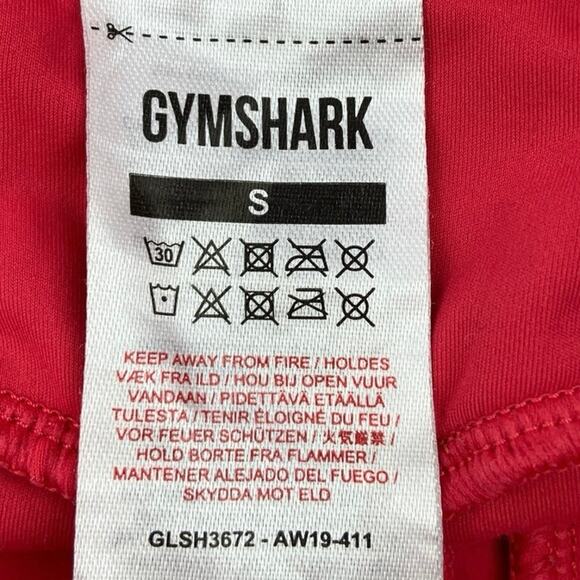 GYMSHARK
S
30
KEEP AWAY FROM FIRE / HOLDES
VÆK FRA ILD / HOU BIJ OPEN VUUR
VANDAAN / PIDETTÄVÄ ETÄÄLLÄ
TULESTA / TENIR ÉLOIGNÉ DU FEU /
VOR FEUER SCHÜTZEN / 火気厳禁 /
HOLD BORTE FRA FLAMMER /
MANTENER ALEJADO DEL FUEGO /
SKYDDA MOT ELD
GLSH3672 - AW19-411